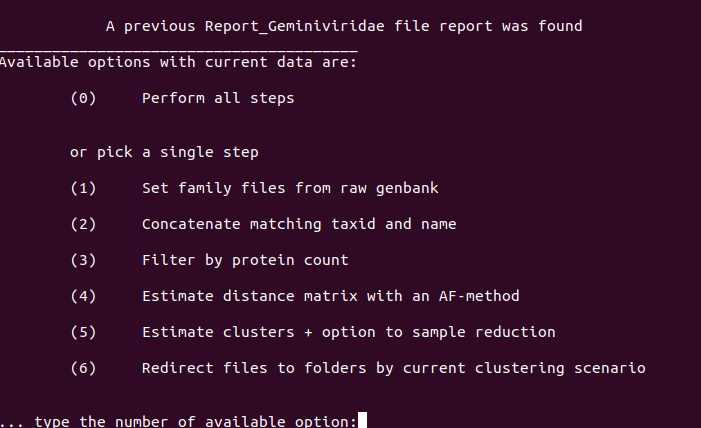 A previous Report_Geminiviridae file report was found
________________________________________
Available options with current data are:
(0) Perform all steps
or pick a single step
(1) Set family files from raw genbank
(2) Concatenate matching taxid and name
(3) Filter by protein count
(4) Estimate distance matrix with an AF-method
(5) Estimate clusters + option to sample reduction
(6) Redirect files to folders by current clustering scenario
... type the number of available option: